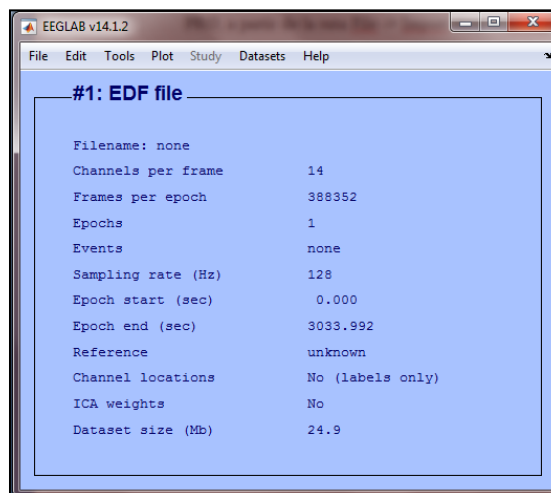 EEGLAB v14.1.2
File Edit Tools Plot Study Datasets Help
#1: EDF file
Filename: none
Channels per frame 14
Frames per epoch 388352
Epochs 1
Events none
Sampling rate (Hz) 128
Epoch start (sec) 0.000
Epoch end (sec) 3033.992
Reference unknown
Channel locations No (labels only)
ICA weights No
Dataset size (Mb) 24.9